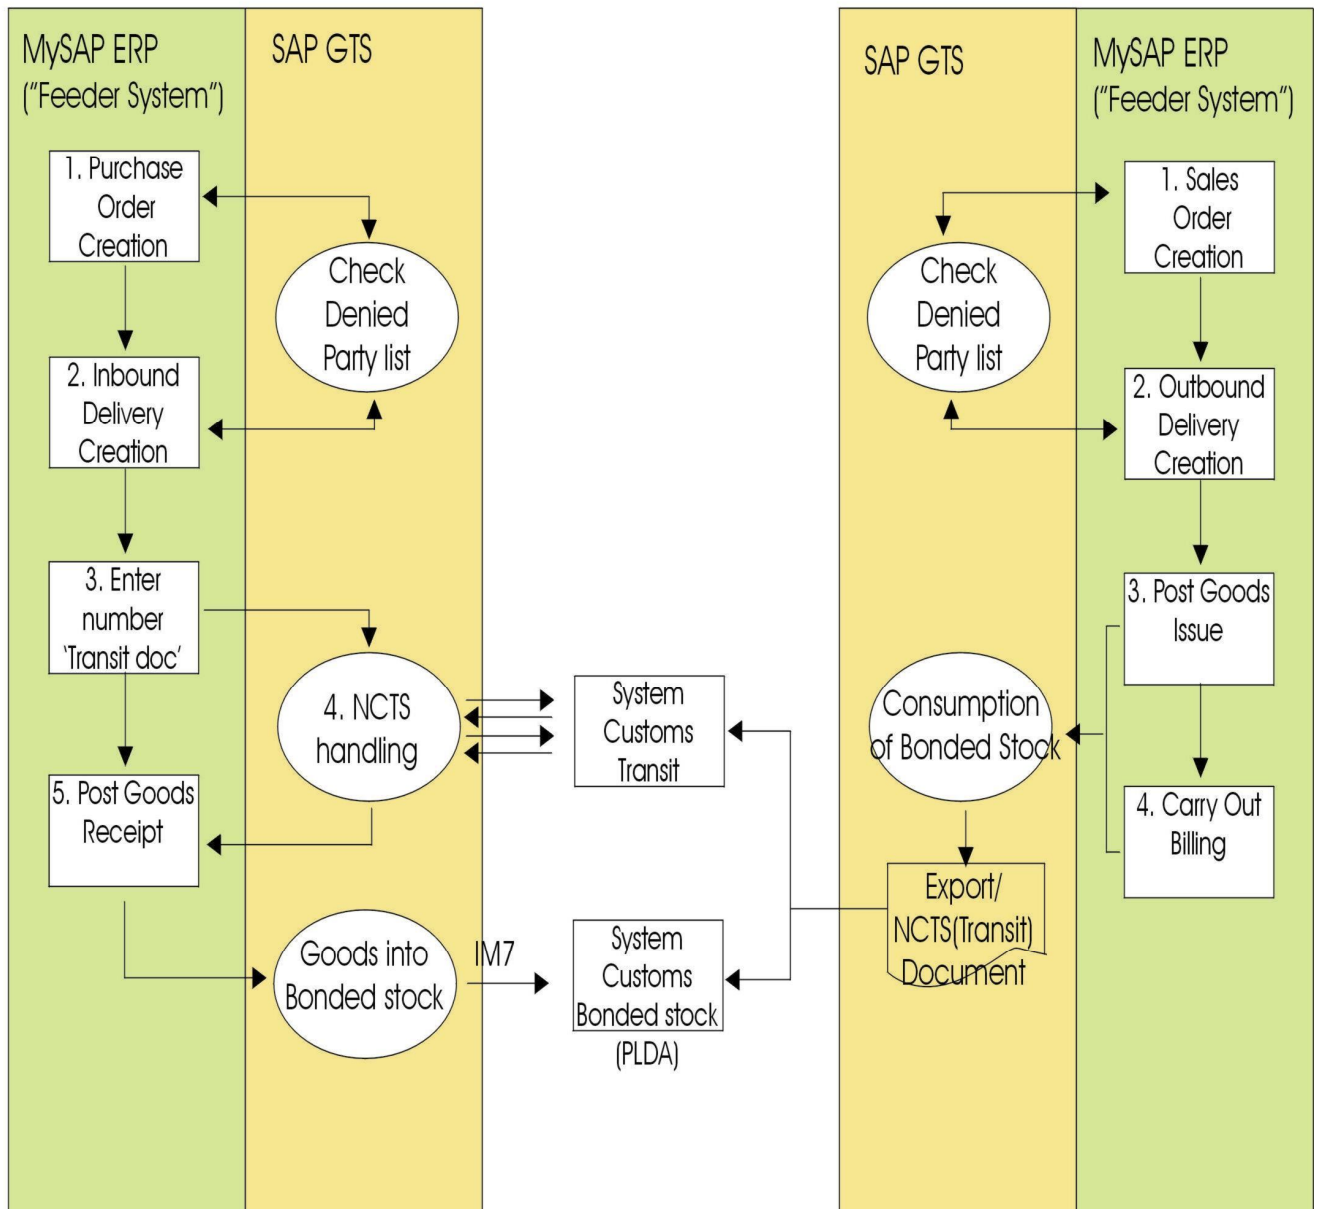 MySAP ERP
("Feeder System")
SAP GTS
1. Purchase
Order
Creation
Check
Denied
Party list
2. Inbound
Delivery
Creation
3. Enter
number
'Transit doc'
4. NCTS
handling
5. Post Goods
Receipt
Goods into
Bonded stock
IM7
System
Customs
Transit
System
Customs
Bonded stock
(PLDA)
SAP GTS
MySAP ERP
("Feeder System")
Check
Denied
Party list
1. Sales
Order
Creation
2. Outbound
Delivery
Creation
3. Post Goods
Issue
Consumption
of Bonded Stock
4. Carry Out
Billing
Export/
NCTS(Transit)
Document